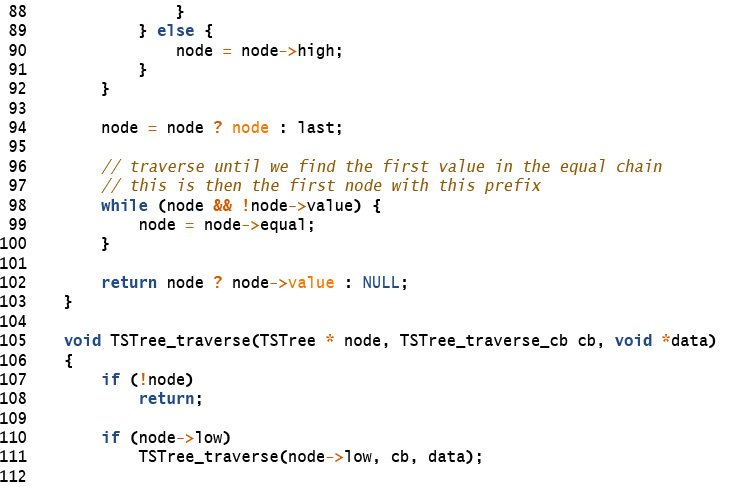 88                }
89            } else {
90                node = node->high;
91            }
92        }
93
94        node = node ? node : last;
95
96        // traverse until we find the first value in the equal chain
97        // this is then the first node with this prefix
98        while (node && !node->value) {
99            node = node->equal;
100        }
101
102        return node ? node->value : NULL;
103    }
104
105    void TSTree_traverse(TSTree * node, TSTree_traverse_cb cb, void *data)
106    {
107        if (!node)
108            return;
109
110        if (node->low)
111            TSTree_traverse(node->low, cb, data);
112